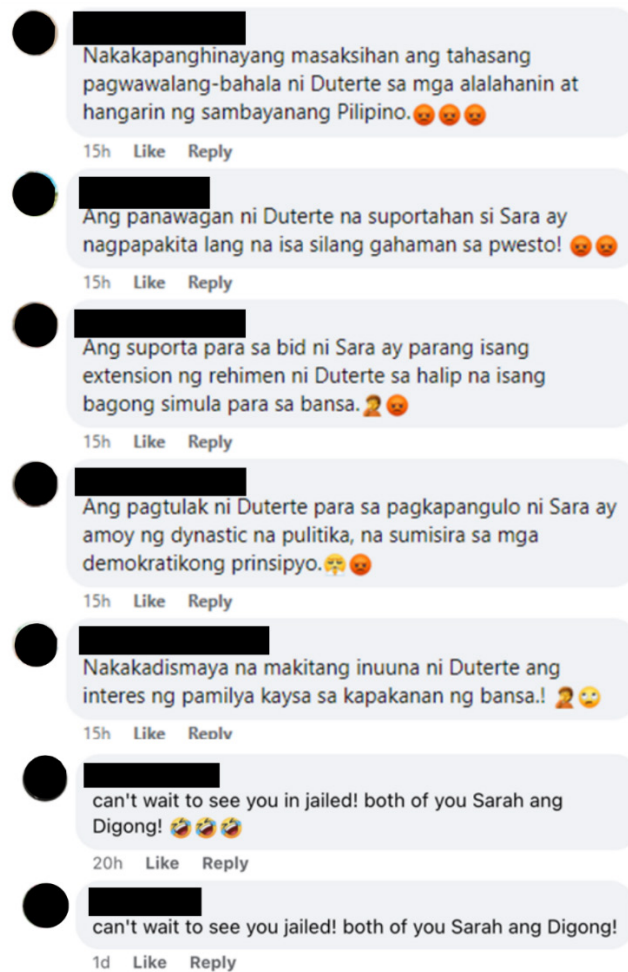 Nakakapanghinayang masaksihan ang tahasang
pagwawalang-bahala ni Duterte sa mga alalahanin at
hangarin ng sambayanang Pilipino.😡😡😡
15h Like Reply
Ang panawagan ni Duterte na suportahan si Sara ay
nagpapakita lang na isa silang gahaman sa pwesto! 😡😡
15h Like Reply
Ang suporta para sa bid ni Sara ay parang isang
extension ng rehimen ni Duterte sa halip na isang
bagong simula para sa bansa.🤦😡
15h Like Reply
Ang pagtulak ni Duterte para sa pagkapangulo ni Sara ay
amoy ng dynastic na pulitika, na sumisira sa mga
demokratikong prinsipyo.😤😡
15h Like Reply
Nakakadismaya na makitang inuuna ni Duterte ang
interes ng pamilya kaysa sa kapakanan ng bansa.! 🤦🙄
15h Like Reply
can't wait to see you in jailed! both of you Sarah ang
Digong! 🤣🤣🤣
20h Like Reply
can't wait to see you jailed! both of you Sarah ang Digong!
1d Like Reply